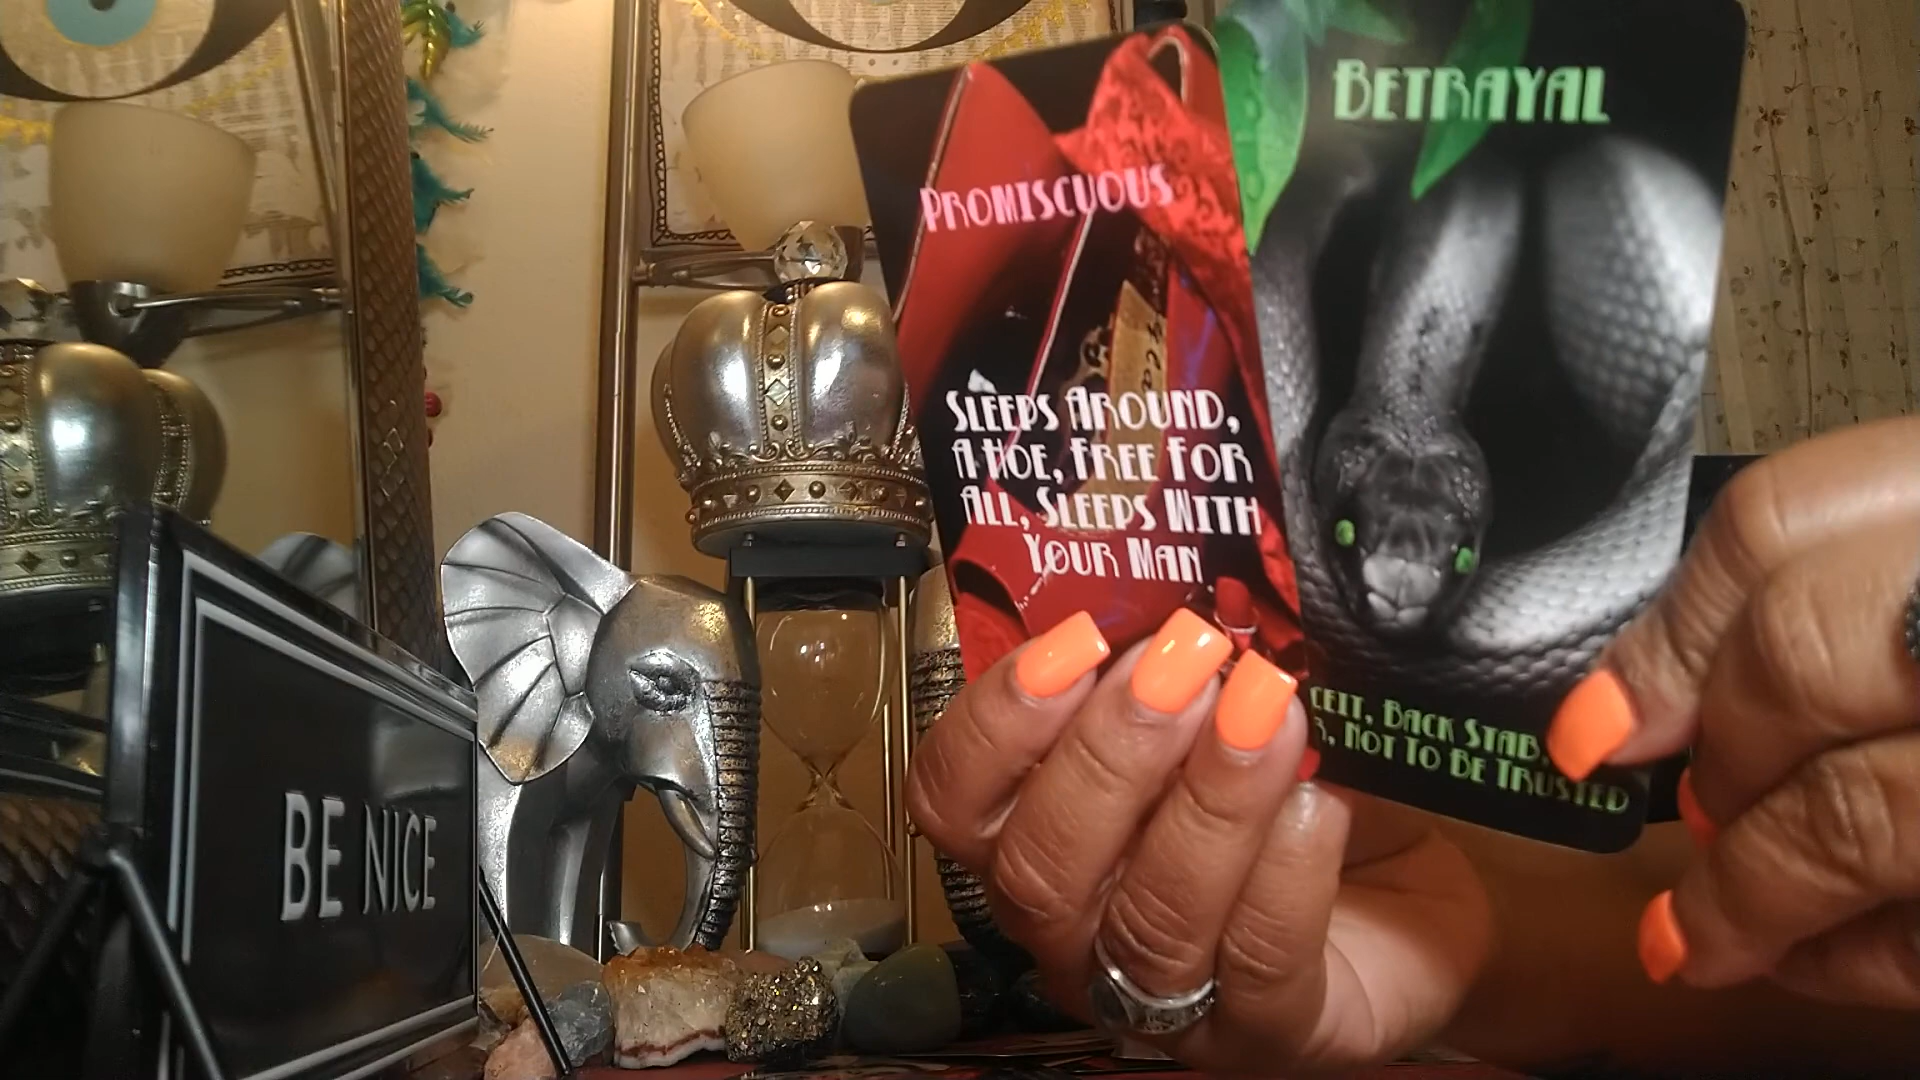 BE NICE
PROMISCUOUS
SLEEPS AROUND,
A HOE, FREE FOR
ALL, SLEEPS WITH
YOUR MAN
BETRAYAL
CEIT, BACK STAB
R, NOT TO BE TRUSTED